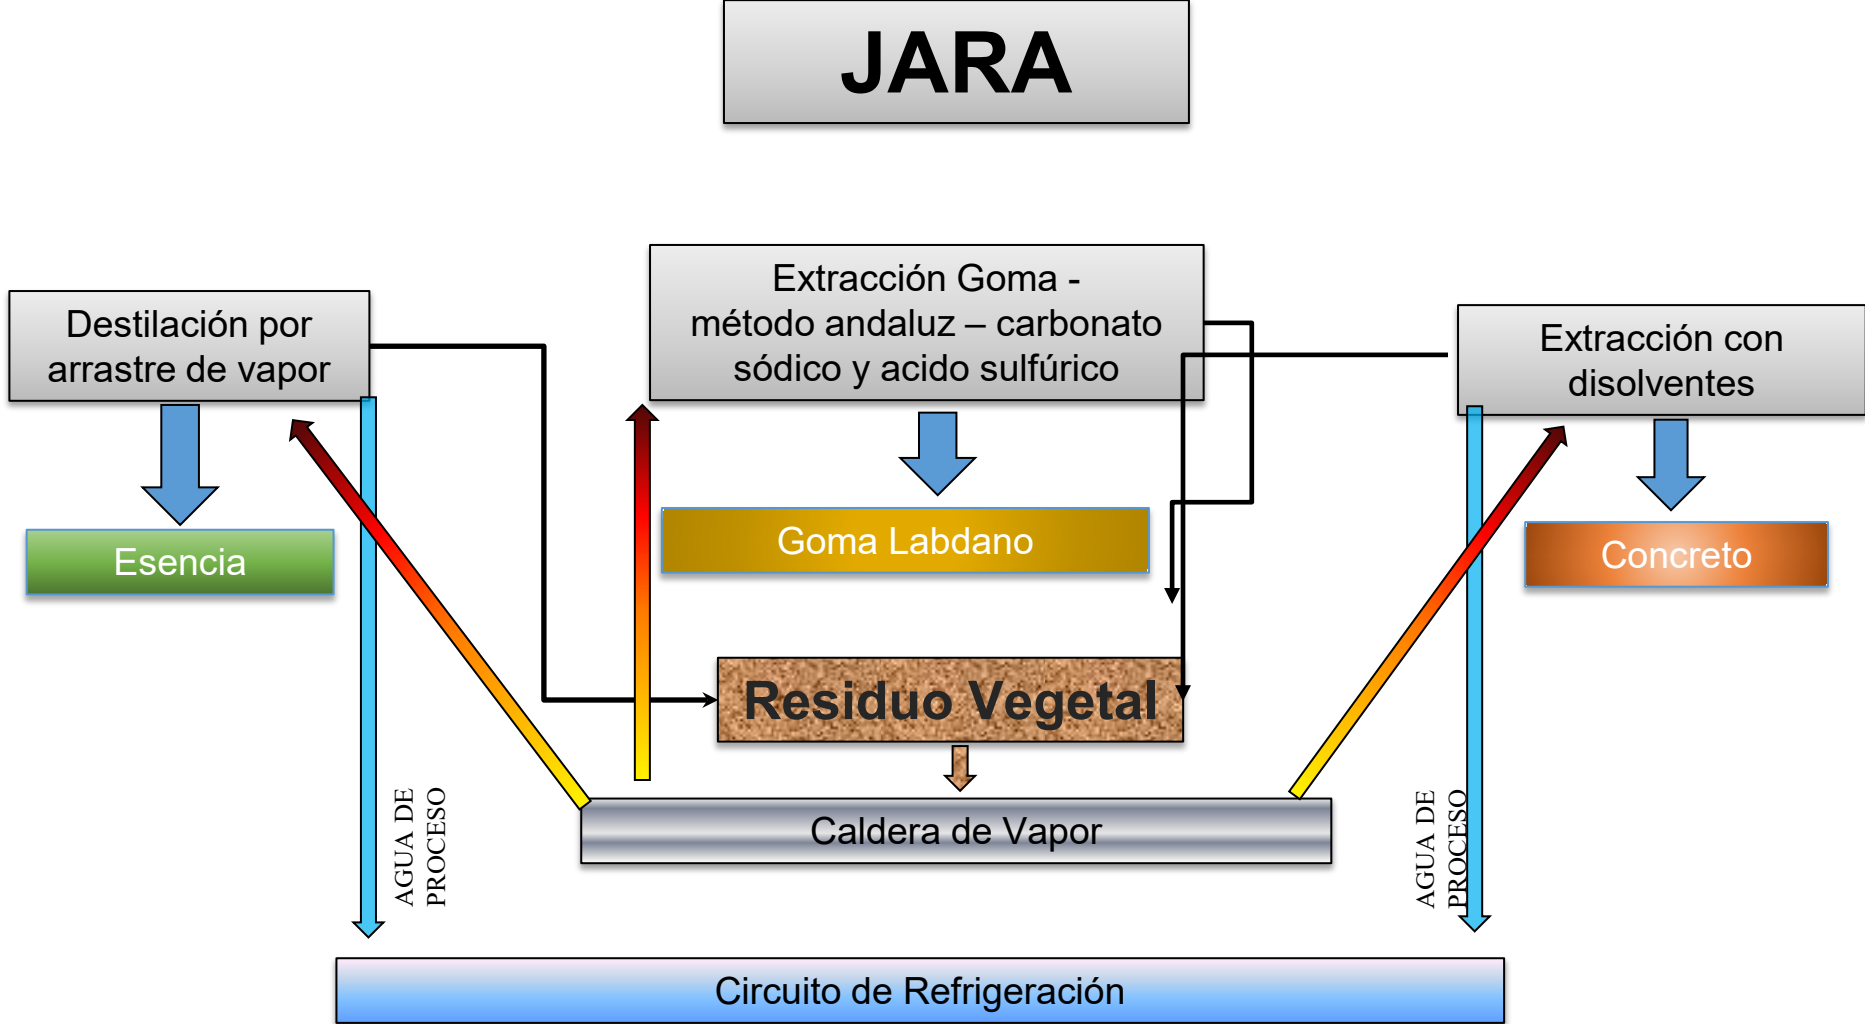 JARA
Destilación por
arrastre de vapor
Extracción Goma -
método andaluz – carbonato
sódico y acido sulfúrico
Extracción con
disolventes
Esencia
Goma Labdano
Concreto
Residuo Vegetal
Caldera de Vapor
AGUA DE
PROCESO
AGUA DE
PROCESO
Circuito de Refrigeración